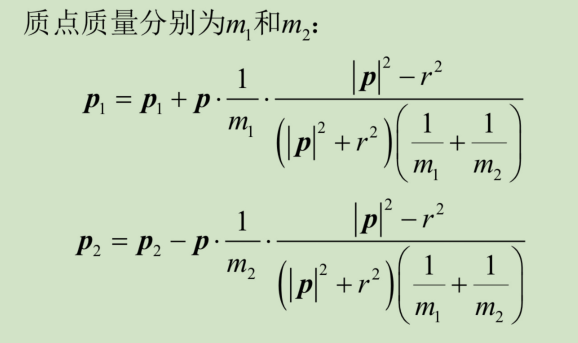 质点质量分别为m₁和m₂：
p₁ = p₁ + p · 1/m₁ · (|p|² − r²) / ((|p|² + r²)(1/m₁ + 1/m₂))
p₂ = p₂ − p · 1/m₂ · (|p|² − r²) / ((|p|² + r²)(1/m₁ + 1/m₂))